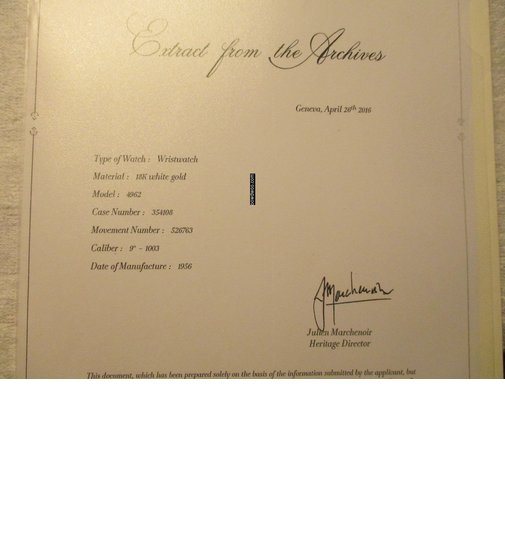 Extract from the Archives
Geneva, April 26th 2016
Type of Watch : Wristwatch
Material : 18K white gold
Model : 4962
Case Number : 354108
Movement Number : 526763
Caliber : 9'' - 1003
Date of Manufacture : 1956
JMarchenoir
Julien Marchenoir
Heritage Director
This document, which has been prepared solely on the basis of the information submitted by the applicant, but